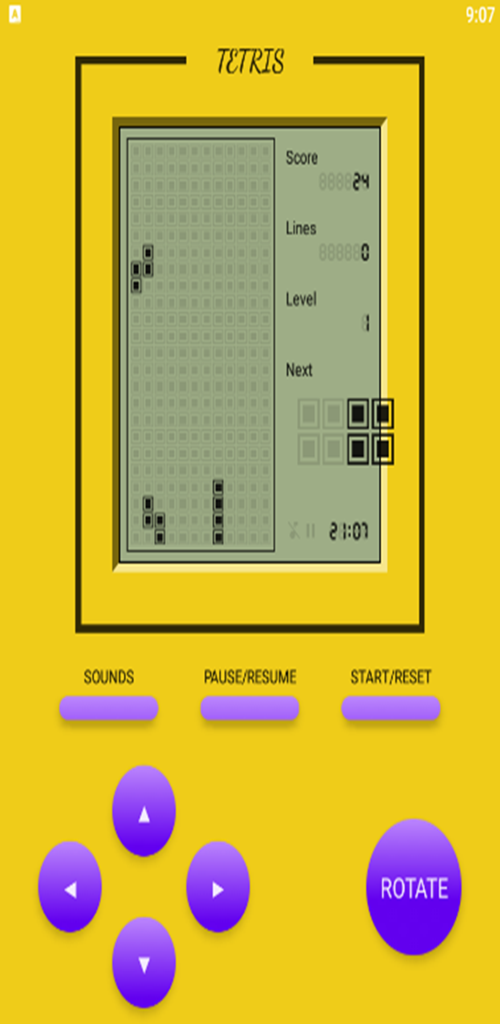 A
9:07
TETRIS
Score
24
Lines
0
Level
1
Next
21:07
SOUNDS
PAUSE/RESUME
START/RESET
ROTATE